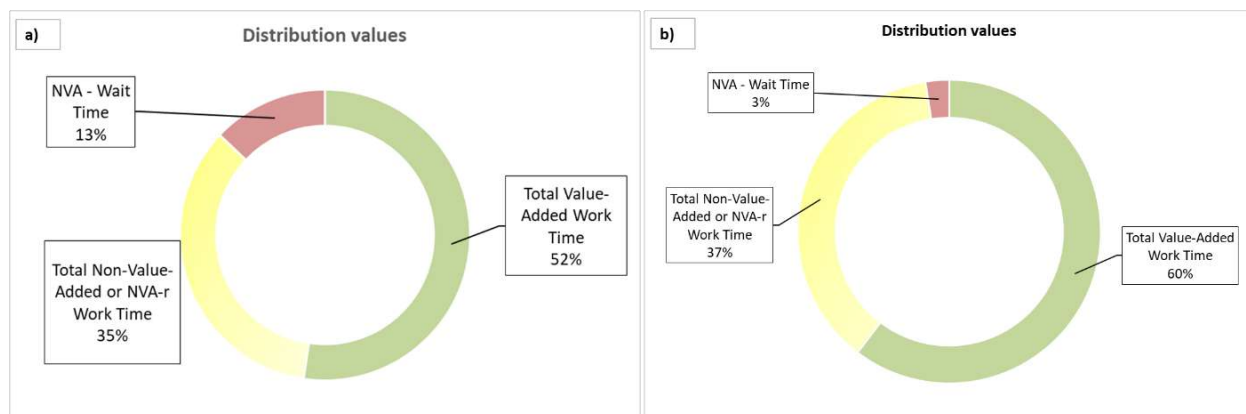 a)
Distribution values
NVA - Wait
Time
13%
Total Value-
Added Work
Time
52%
Total Non-Value-
Added or NVA-r
Work Time
35%
b)
Distribution values
NVA - Wait Time
3%
Total Non-Value-
Added or NVA-r
Work Time
37%
Total Value-Added
Work Time
60%